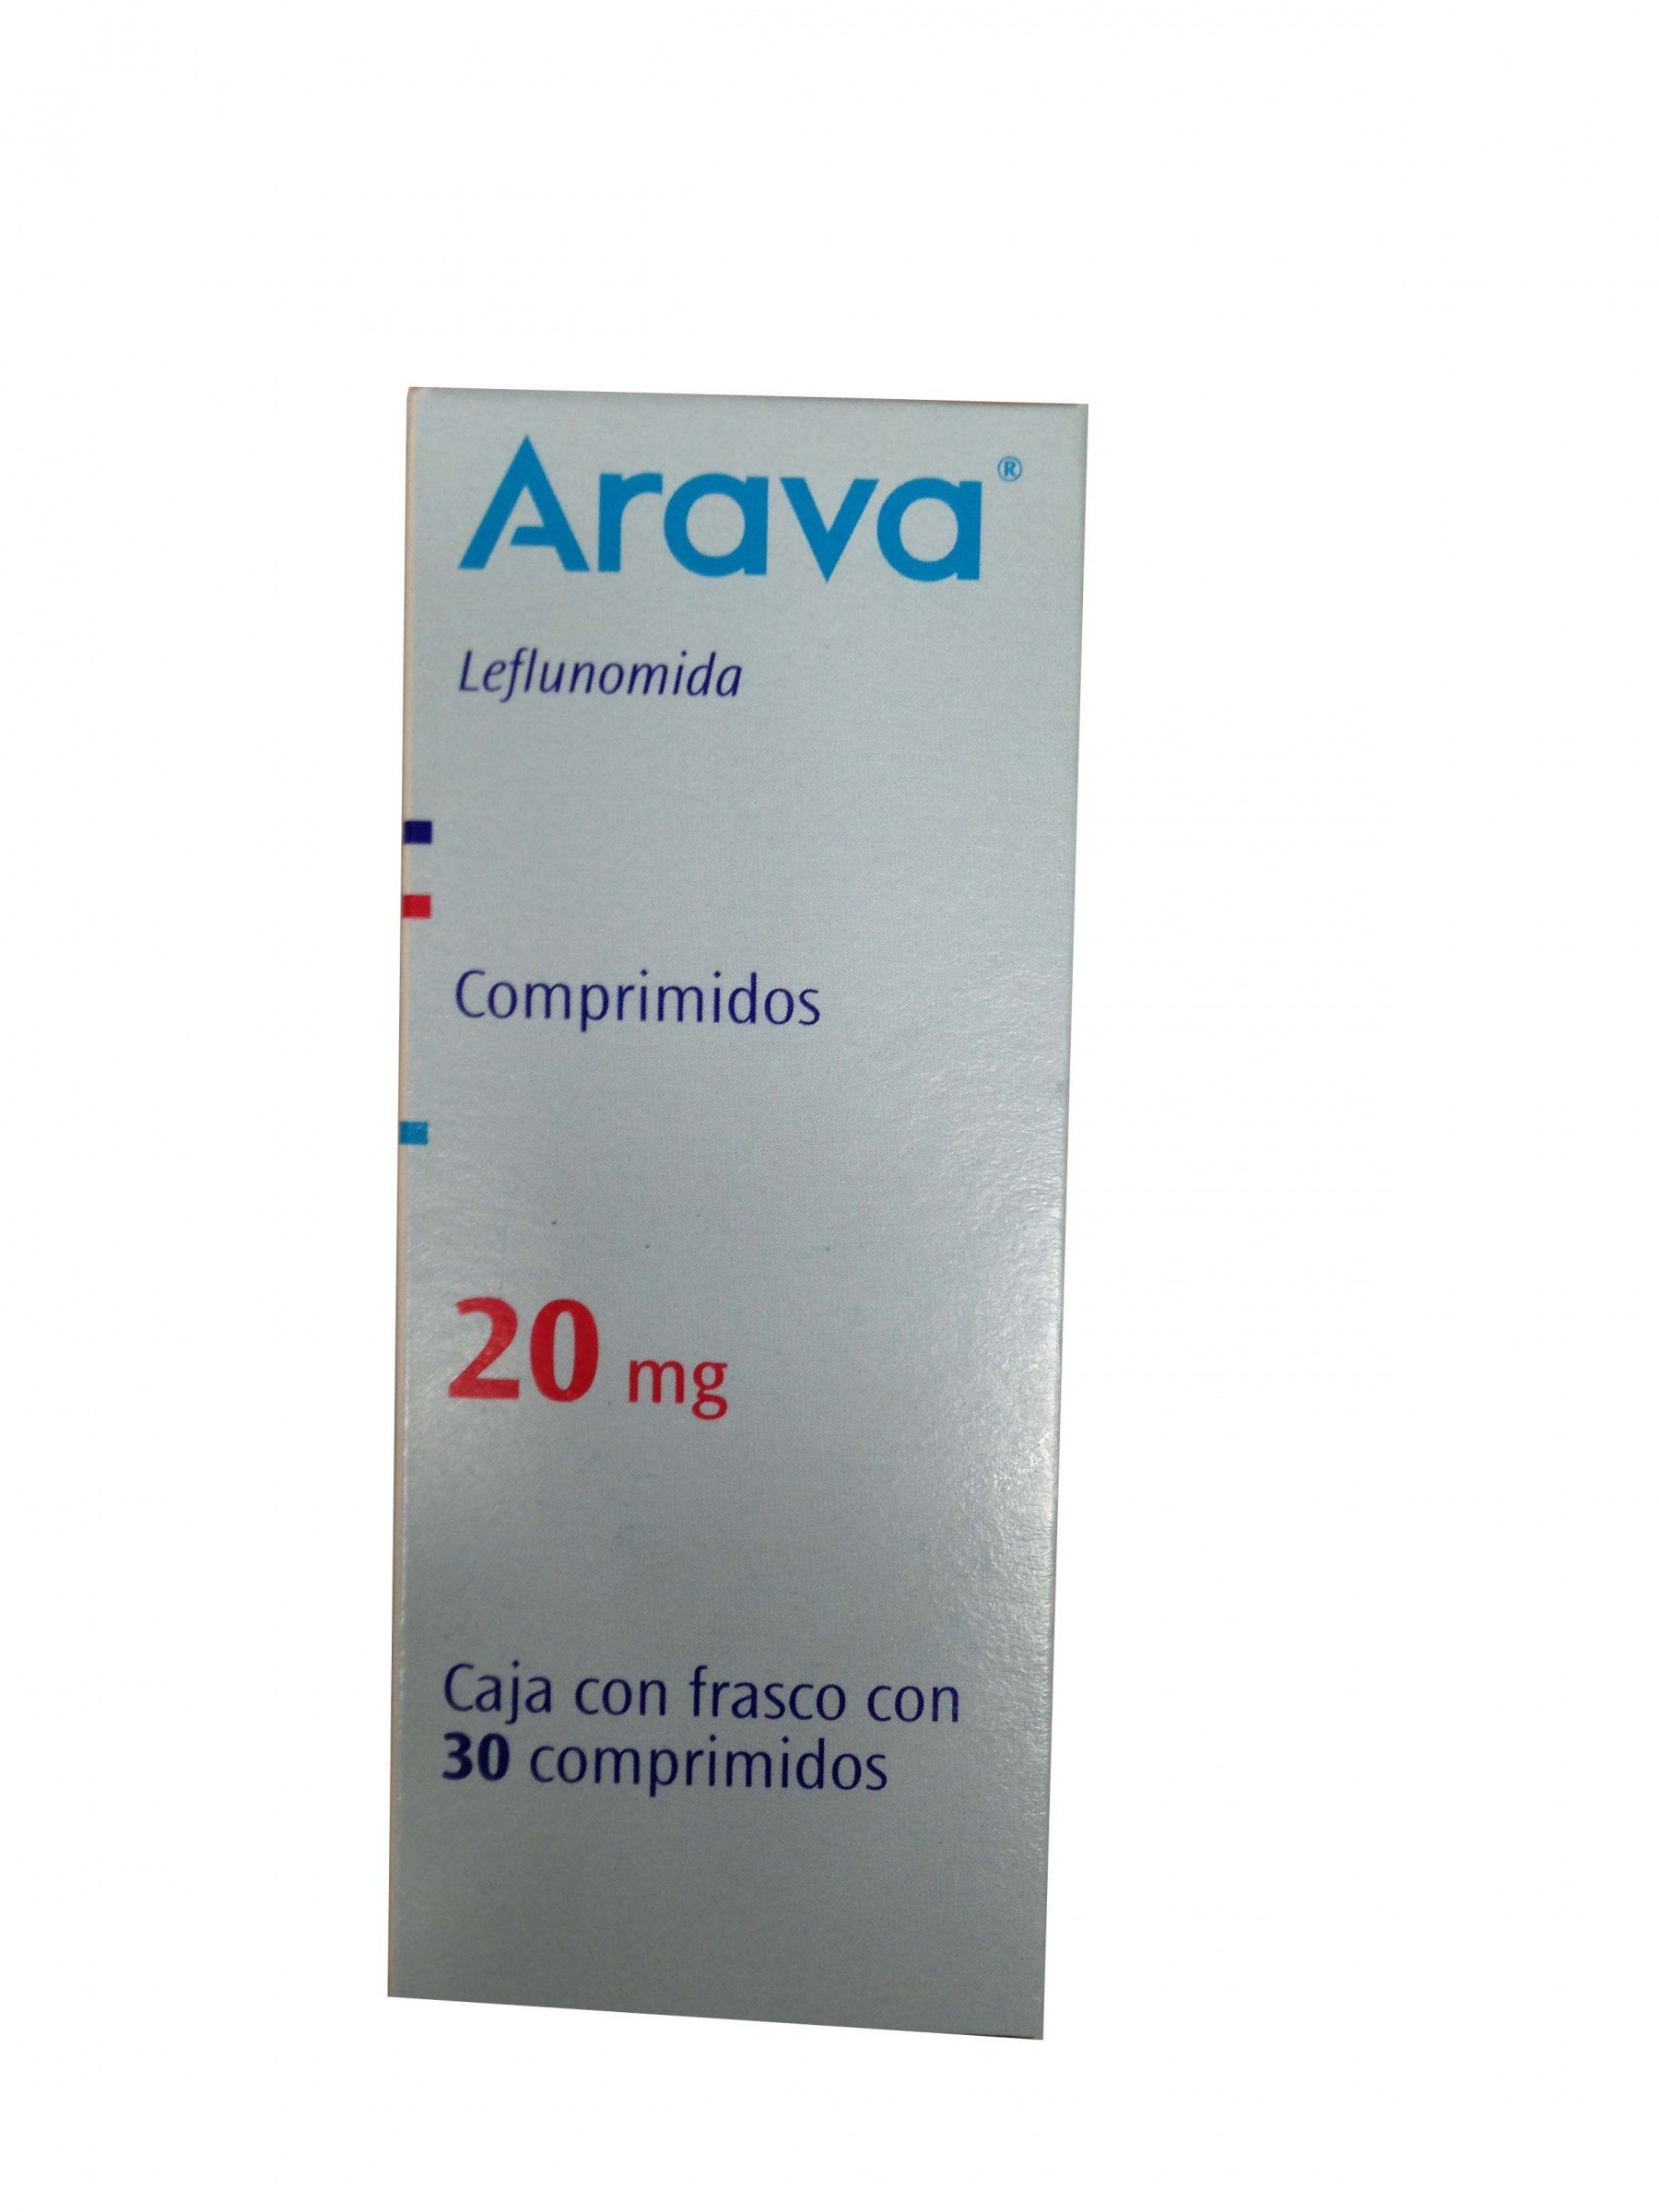 Arava®
Leflunomida
Comprimidos
20 mg
Caja con frasco con
30 comprimidos